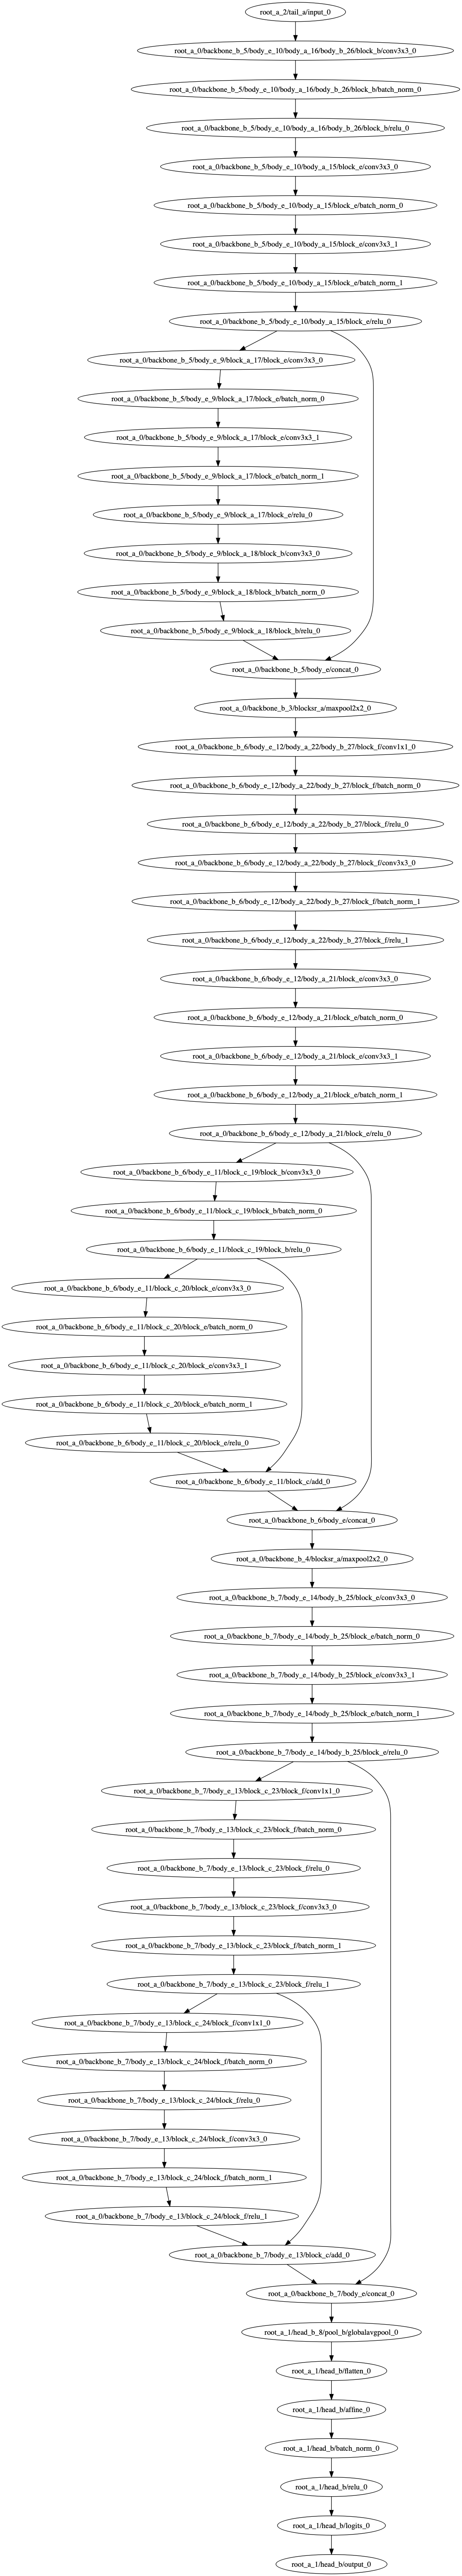 root_a_2/tail_a/input_0
root_a_0/backbone_b_5/body_e_10/body_a_16/body_b_26/block_b/conv3x3_0
root_a_0/backbone_b_5/body_e_10/body_a_16/body_b_26/block_b/batch_norm_0
root_a_0/backbone_b_5/body_e_10/body_a_16/body_b_26/block_b/relu_0
root_a_0/backbone_b_5/body_e_10/body_a_15/block_e/conv3x3_0
root_a_0/backbone_b_5/body_e_10/body_a_15/block_e/batch_norm_0
root_a_0/backbone_b_5/body_e_10/body_a_15/block_e/conv3x3_1
root_a_0/backbone_b_5/body_e_10/body_a_15/block_e/batch_norm_1
root_a_0/backbone_b_5/body_e_10/body_a_15/block_e/relu_0
root_a_0/backbone_b_5/body_e_9/block_a_17/block_e/conv3x3_0
root_a_0/backbone_b_5/body_e_9/block_a_17/block_e/batch_norm_0
root_a_0/backbone_b_5/body_e_9/block_a_17/block_e/conv3x3_1
root_a_0/backbone_b_5/body_e_9/block_a_17/block_e/batch_norm_1
root_a_0/backbone_b_5/body_e_9/block_a_17/block_e/relu_0
root_a_0/backbone_b_5/body_e_9/block_a_18/block_b/conv3x3_0
root_a_0/backbone_b_5/body_e_9/block_a_18/block_b/batch_norm_0
root_a_0/backbone_b_5/body_e_9/block_a_18/block_b/relu_0
root_a_0/backbone_b_5/body_e/concat_0
root_a_0/backbone_b_3/blocksr_a/maxpool2x2_0
root_a_0/backbone_b_6/body_e_12/body_a_22/body_b_27/block_f/conv1x1_0
root_a_0/backbone_b_6/body_e_12/body_a_22/body_b_27/block_f/batch_norm_0
root_a_0/backbone_b_6/body_e_12/body_a_22/body_b_27/block_f/relu_0
root_a_0/backbone_b_6/body_e_12/body_a_22/body_b_27/block_f/conv3x3_0
root_a_0/backbone_b_6/body_e_12/body_a_22/body_b_27/block_f/batch_norm_1
root_a_0/backbone_b_6/body_e_12/body_a_22/body_b_27/block_f/relu_1
root_a_0/backbone_b_6/body_e_12/body_a_21/block_e/conv3x3_0
root_a_0/backbone_b_6/body_e_12/body_a_21/block_e/batch_norm_0
root_a_0/backbone_b_6/body_e_12/body_a_21/block_e/conv3x3_1
root_a_0/backbone_b_6/body_e_12/body_a_21/block_e/batch_norm_1
root_a_0/backbone_b_6/body_e_12/body_a_21/block_e/relu_0
root_a_0/backbone_b_6/body_e_11/block_c_19/block_b/conv3x3_0
root_a_0/backbone_b_6/body_e_11/block_c_19/block_b/batch_norm_0
root_a_0/backbone_b_6/body_e_11/block_c_19/block_b/relu_0
root_a_0/backbone_b_6/body_e_11/block_c_20/block_e/conv3x3_0
root_a_0/backbone_b_6/body_e_11/block_c_20/block_e/batch_norm_0
root_a_0/backbone_b_6/body_e_11/block_c_20/block_e/conv3x3_1
root_a_0/backbone_b_6/body_e_11/block_c_20/block_e/batch_norm_1
root_a_0/backbone_b_6/body_e_11/block_c_20/block_e/relu_0
root_a_0/backbone_b_6/body_e_11/block_c/add_0
root_a_0/backbone_b_6/body_e/concat_0
root_a_0/backbone_b_4/blocksr_a/maxpool2x2_0
root_a_0/backbone_b_7/body_e_14/body_b_25/block_e/conv3x3_0
root_a_0/backbone_b_7/body_e_14/body_b_25/block_e/batch_norm_0
root_a_0/backbone_b_7/body_e_14/body_b_25/block_e/conv3x3_1
root_a_0/backbone_b_7/body_e_14/body_b_25/block_e/batch_norm_1
root_a_0/backbone_b_7/body_e_14/body_b_25/block_e/relu_0
root_a_0/backbone_b_7/body_e_13/block_c_23/block_f/conv1x1_0
root_a_0/backbone_b_7/body_e_13/block_c_23/block_f/batch_norm_0
root_a_0/backbone_b_7/body_e_13/block_c_23/block_f/relu_0
root_a_0/backbone_b_7/body_e_13/block_c_23/block_f/conv3x3_0
root_a_0/backbone_b_7/body_e_13/block_c_23/block_f/batch_norm_1
root_a_0/backbone_b_7/body_e_13/block_c_23/block_f/relu_1
root_a_0/backbone_b_7/body_e_13/block_c_24/block_f/conv1x1_0
root_a_0/backbone_b_7/body_e_13/block_c_24/block_f/batch_norm_0
root_a_0/backbone_b_7/body_e_13/block_c_24/block_f/relu_0
root_a_0/backbone_b_7/body_e_13/block_c_24/block_f/conv3x3_0
root_a_0/backbone_b_7/body_e_13/block_c_24/block_f/batch_norm_1
root_a_0/backbone_b_7/body_e_13/block_c_24/block_f/relu_1
root_a_0/backbone_b_7/body_e_13/block_c/add_0
root_a_0/backbone_b_7/body_e/concat_0
root_a_1/head_b_8/pool_b/globalavgpool_0
root_a_1/head_b/flatten_0
root_a_1/head_b/affine_0
root_a_1/head_b/batch_norm_0
root_a_1/head_b/relu_0
root_a_1/head_b/logits_0
root_a_1/head_b/output_0